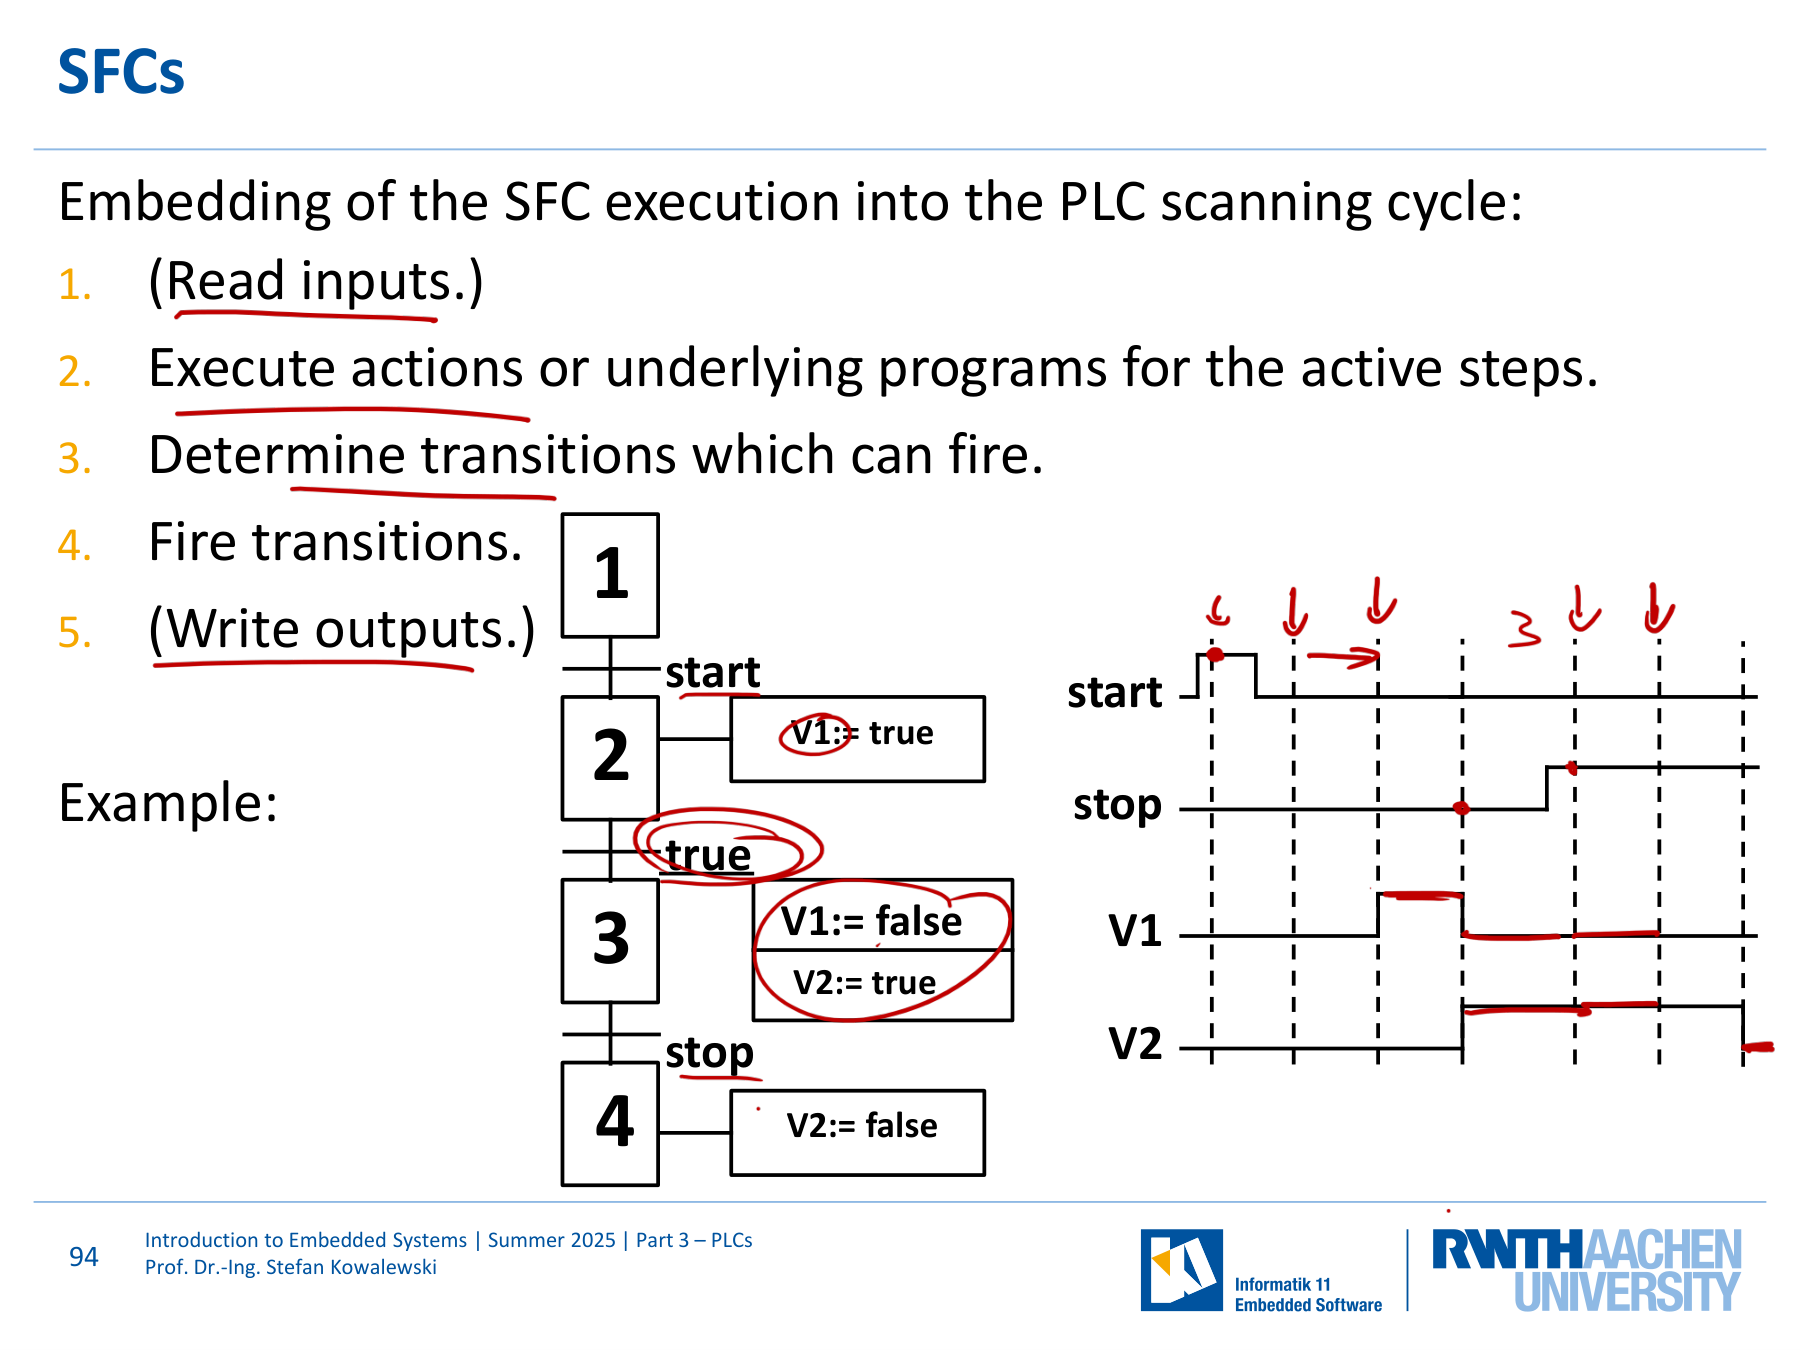 SFCs
Embedding of the SFC execution into the PLC scanning cycle:
1. (Read inputs.)
2. Execute actions or underlying programs for the active steps.
3. Determine transitions which can fire.
4. Fire transitions.
5. (Write outputs.)
Example:
1
start
2
V1:= true
true
3
V1:= false
V2:= true
stop
4
V2:= false
3
start
stop
V1
V2
94
Introduction to Embedded Systems | Summer 2025 | Part 3 – PLCs
Prof. Dr.-Ing. Stefan Kowalewski
Informatik 11
Embedded Software
RWTHAACHEN
UNIVERSITY